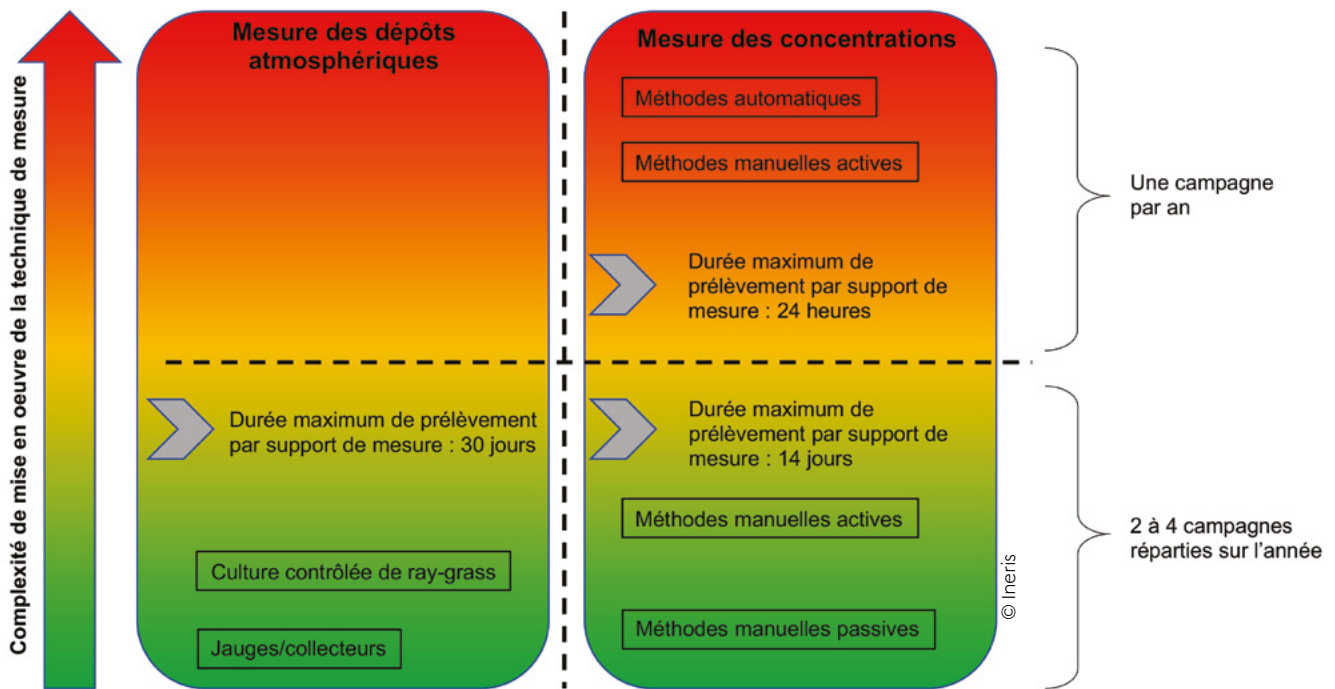 Complexité de mise en oeuvre de la technique de mesure
Mesure des dépôts
atmosphériques
Durée maximum de prélèvement
par support de mesure : 30 jours
Culture contrôlée de ray-grass
Jauges/collecteurs
Mesure des concentrations
Méthodes automatiques
Méthodes manuelles actives
Durée maximum de
prélèvement par support de
mesure : 24 heures
Durée maximum de
prélèvement par support de
mesure : 14 jours
Méthodes manuelles actives
Méthodes manuelles passives
© Ineris
Une campagne
par an
2 à 4 campagnes
réparties sur l'année